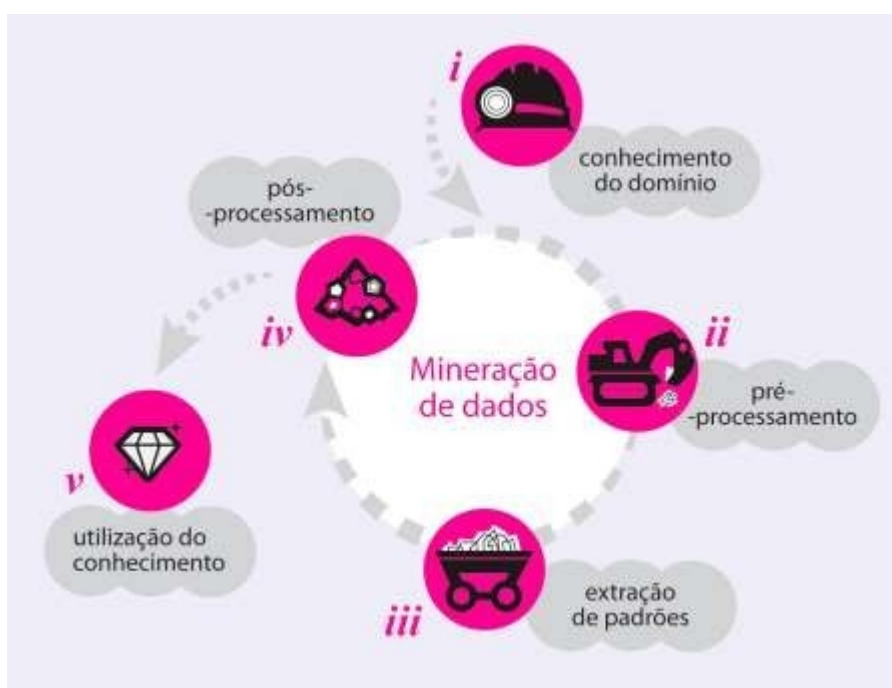 i
conhecimento
do domínio
pós-
-processamento
iv
Mineração
de dados
ii
pré-
-processamento
v
utilização do
conhecimento
iii
extração
de padrões